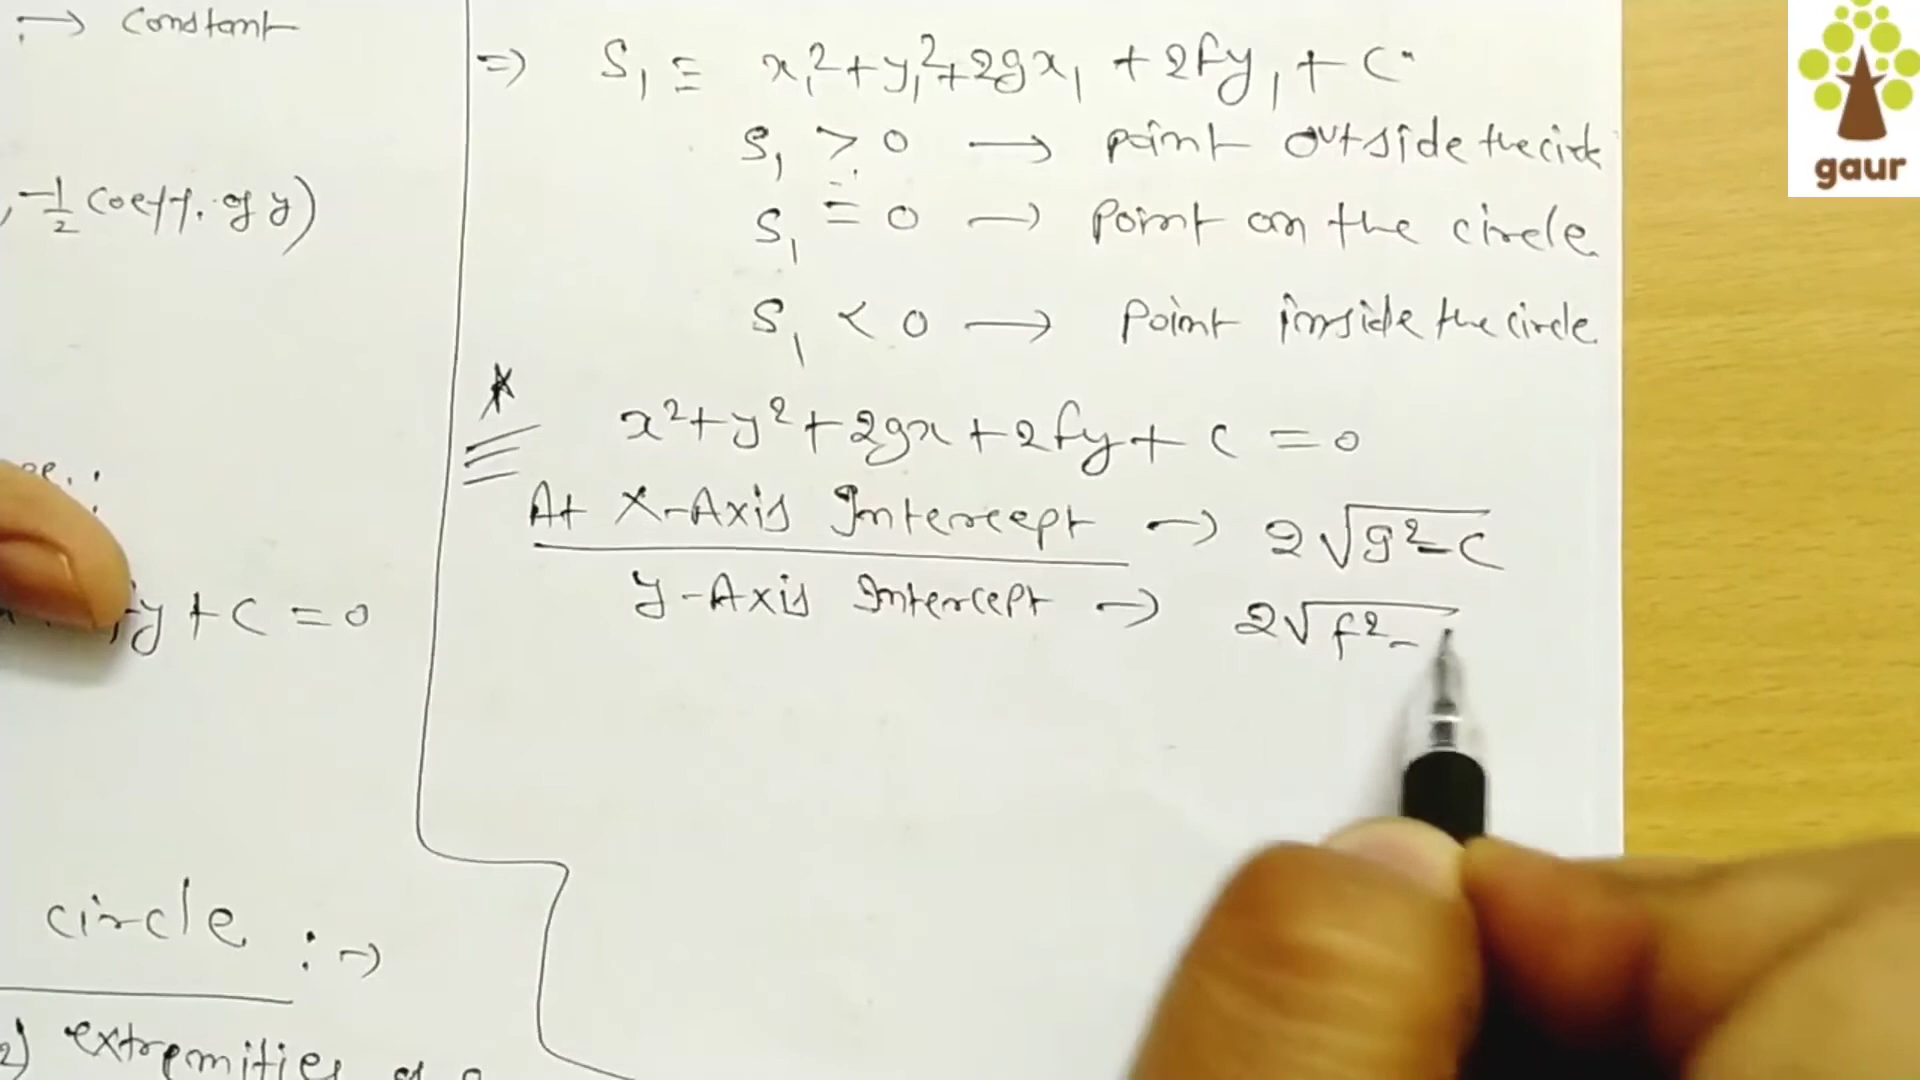 :→ constant
, -1/2 coeff. of y)
y + c = 0
circle :→
2) extremities
⇒ S₁ ≡ x₁² + y₁² + 2gx₁ + 2fy₁ + c
S₁ > 0 → point outside the circle
S₁ = 0 → point on the circle
S₁ < 0 → point inside the circle
x² + y² + 2gx + 2fy + c = 0
At X-Axis Intercept → 2√g²-c
y-Axis Intercept → 2√f²-
gaur